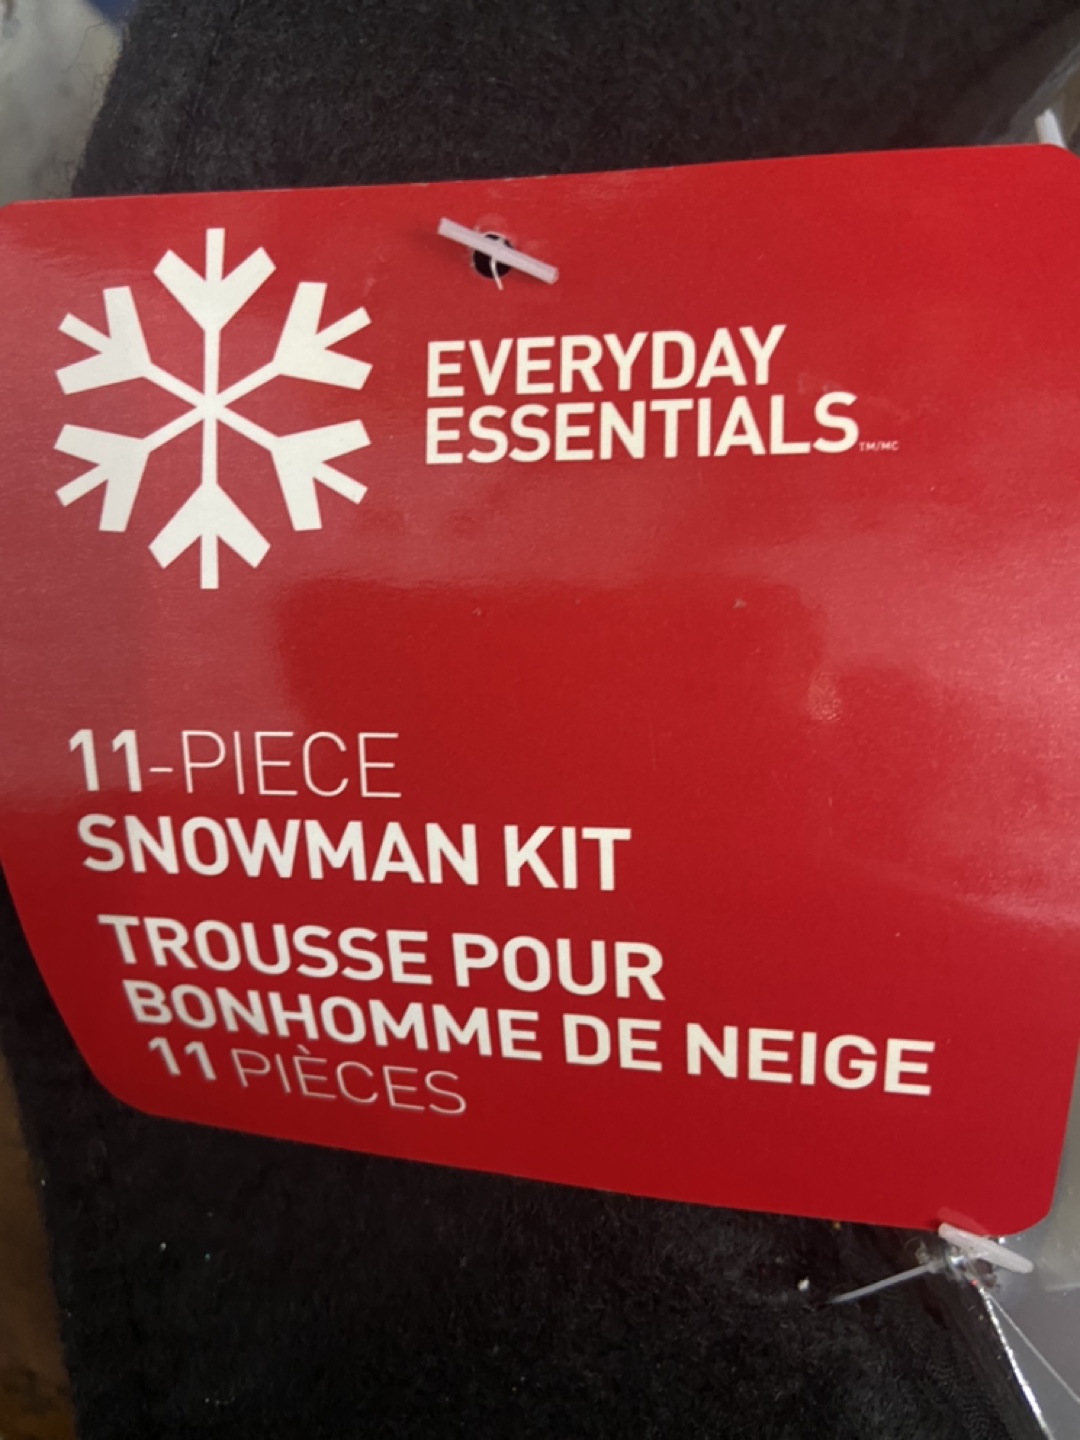 EVERYDAY
ESSENTIALS TM/MC
11-PIECE
SNOWMAN KIT
TROUSSE POUR
BONHOMME DE NEIGE
11 PIÈCES